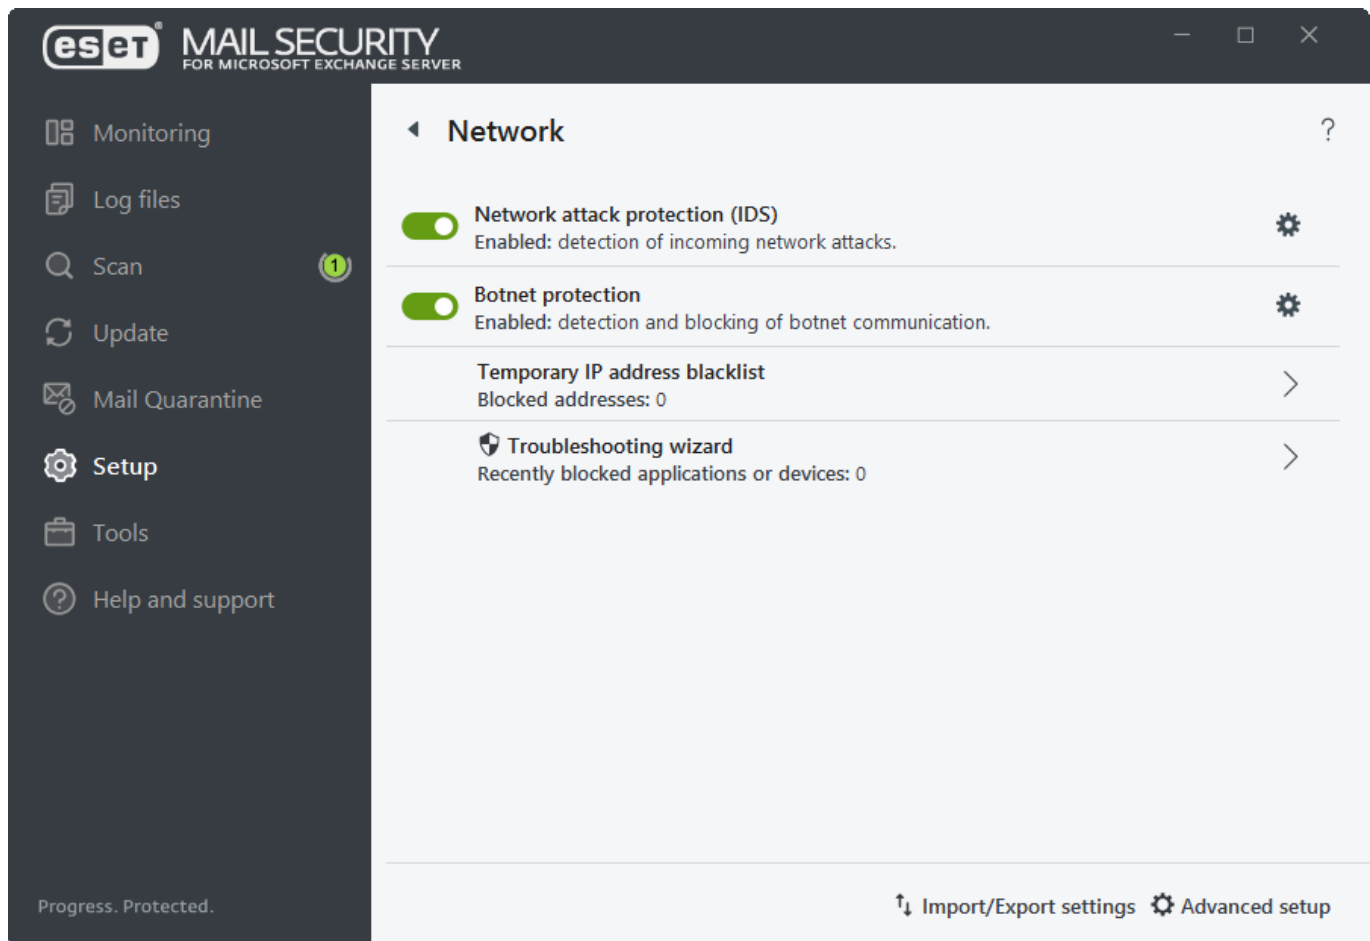 eset® MAIL SECURITY
FOR MICROSOFT EXCHANGE SERVER
Monitoring
Log files
Scan 1
Update
Mail Quarantine
Setup
Tools
Help and support
Progress. Protected.
Network ?
Network attack protection (IDS)
Enabled: detection of incoming network attacks.
Botnet protection
Enabled: detection and blocking of botnet communication.
Temporary IP address blacklist
Blocked addresses: 0
Troubleshooting wizard
Recently blocked applications or devices: 0
Import/Export settings Advanced setup